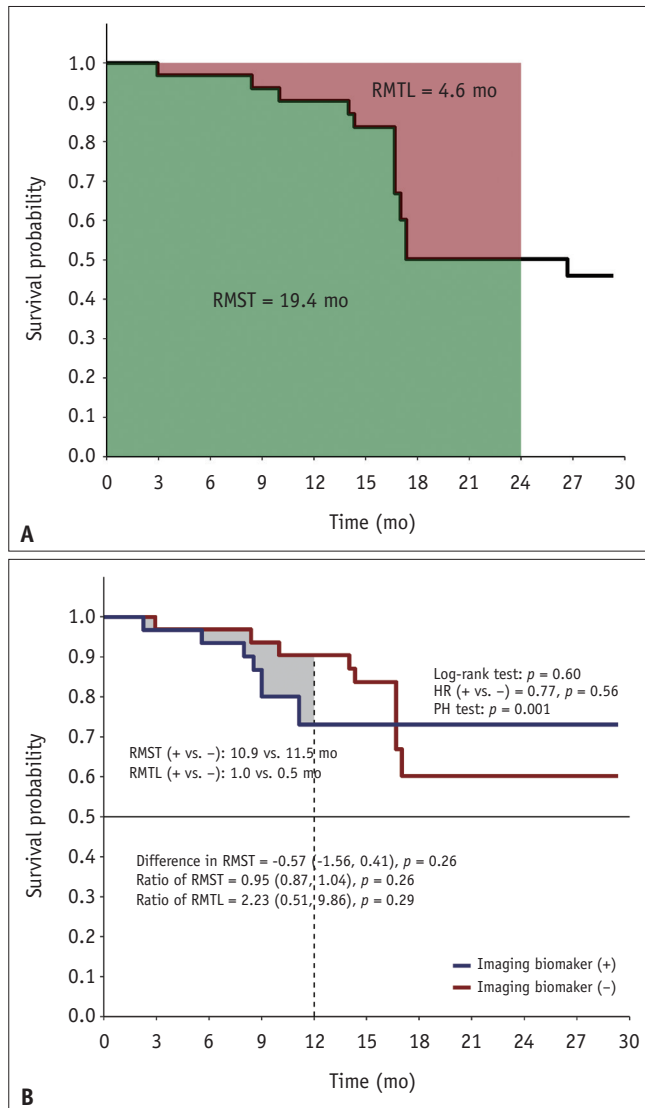 1.0
0.9
0.8
0.7
0.6
0.5
0.4
0.3
0.2
0.1
0.0
Survival probability
RMTL = 4.6 mo
RMST = 19.4 mo
0 3 6 9 12 15 18 21 24 27 30
Time (mo)
A
1.0
0.9
0.8
0.7
0.6
0.5
0.4
0.3
0.2
0.1
0.0
Survival probability
Log-rank test: p = 0.60
HR (+ vs. –) = 0.77, p = 0.56
PH test: p = 0.001
RMST (+ vs. –): 10.9 vs. 11.5 mo
RMTL (+ vs. –): 1.0 vs. 0.5 mo
Difference in RMST = -0.57 (-1.56, 0.41), p = 0.26
Ratio of RMST = 0.95 (0.87, 1.04), p = 0.26
Ratio of RMTL = 2.23 (0.51, 9.86), p = 0.29
Imaging biomaker (+)
Imaging biomaker (–)
0 3 6 9 12 15 18 21 24 27 30
Time (mo)
B